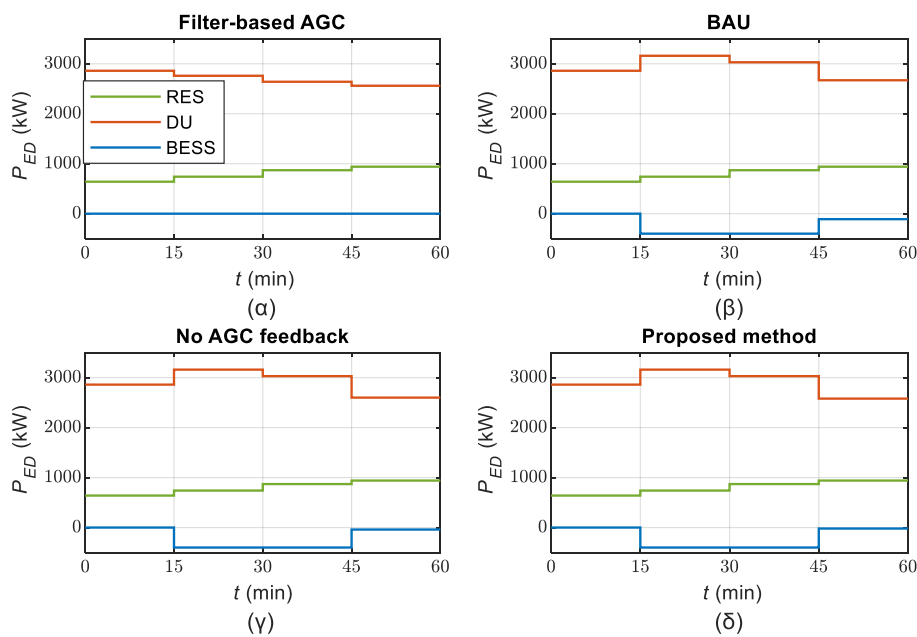 Filter-based AGC
3000
2000
1000
0
P_ED (kW)
RES
DU
BESS
0 15 30 45 60
t (min)
(α)
BAU
3000
2000
1000
0
P_ED (kW)
0 15 30 45 60
t (min)
(β)
No AGC feedback
3000
2000
1000
0
P_ED (kW)
0 15 30 45 60
t (min)
(γ)
Proposed method
3000
2000
1000
0
P_ED (kW)
0 15 30 45 60
t (min)
(δ)